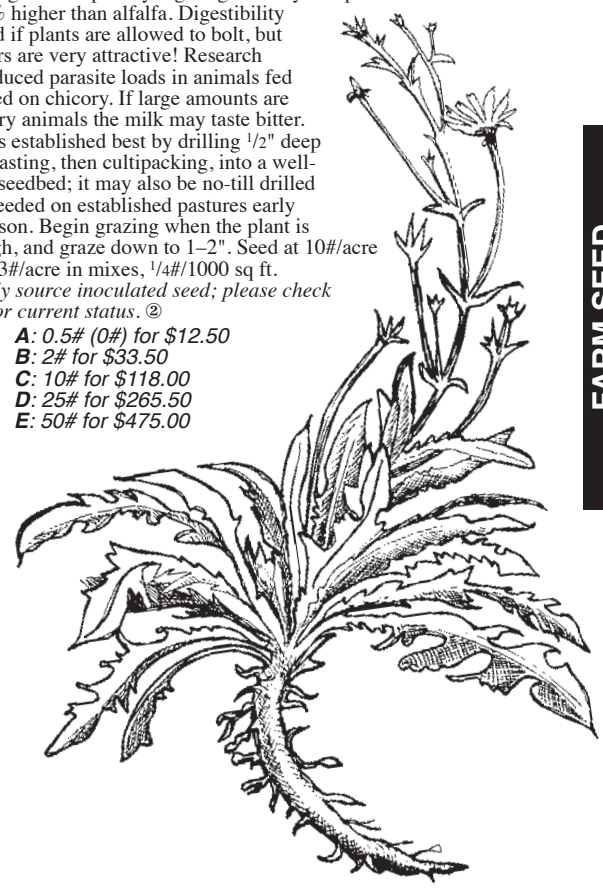 % higher than alfalfa. Digestibility
if plants are allowed to bolt, but
rs are very attractive! Research
duced parasite loads in animals fed
ed on chicory. If large amounts are
ry animals the milk may taste bitter.
s established best by drilling 1/2" deep
asting, then cultipacking, into a well-
seedbed; it may also be no-till drilled
eeded on established pastures early
son. Begin grazing when the plant is
gh, and graze down to 1–2". Seed at 10#/acre
3#/acre in mixes, 1/4#/1000 sq ft.
ly source inoculated seed; please check
or current status. ②
A: 0.5# (0#) for $12.50
B: 2# for $33.50
C: 10# for $118.00
D: 25# for $265.50
E: 50# for $475.00
FARM SEED